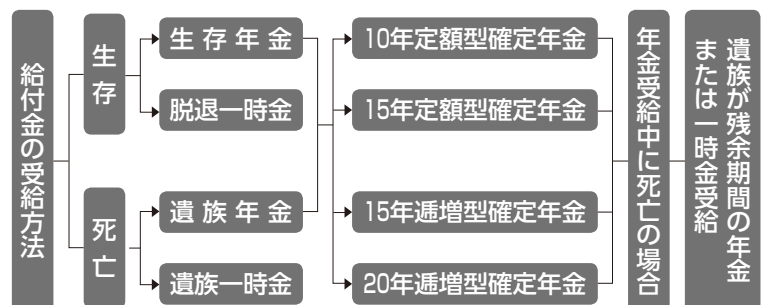 給付金の受給方法
生存
生存年金
脱退一時金
死亡
遺族年金
遺族一時金
10年定額型確定年金
15年定額型確定年金
15年逓増型確定年金
20年逓増型確定年金
年金受給中に死亡の場合
遺族が残余期間の年金
または一時金受給